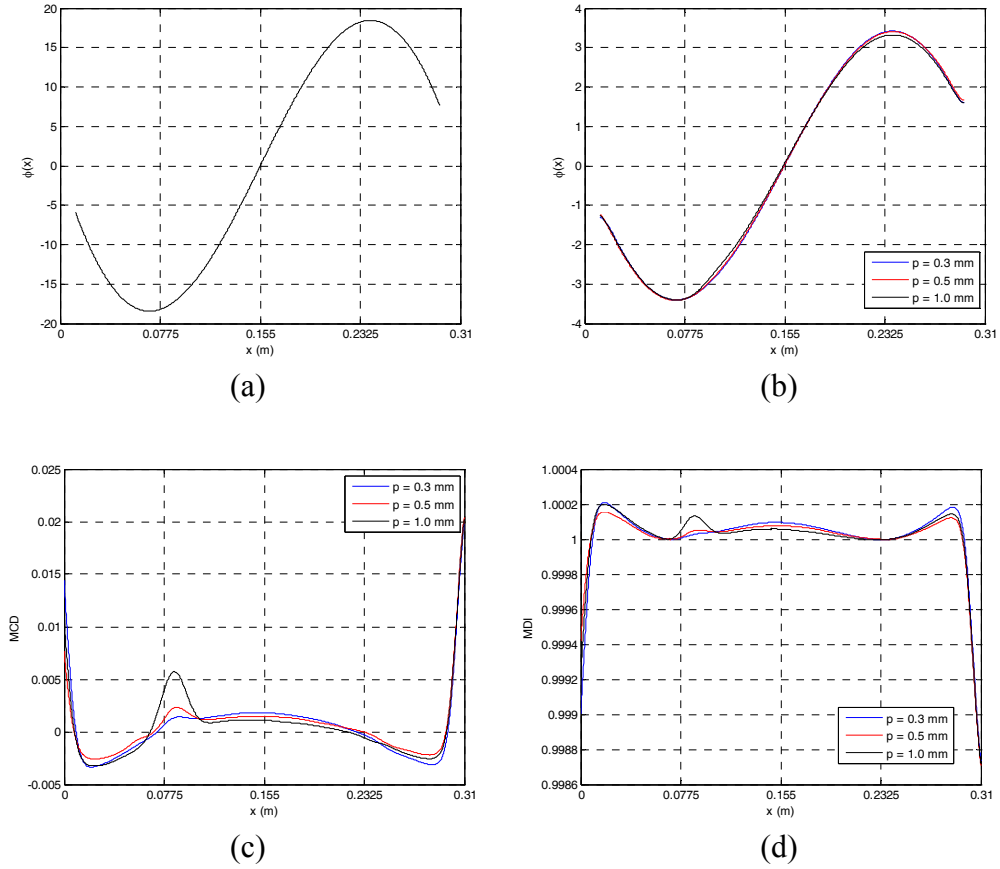 20
15
10
5
0
-5
-10
-15
-20
ϕ(x)
0
0.0775
0.155
0.2325
0.31
x (m)
(a)
4
3
2
1
0
-1
-2
-3
-4
ϕ(x)
p = 0.3 mm
p = 0.5 mm
p = 1.0 mm
0
0.0775
0.155
0.2325
0.31
x (m)
(b)
0.025
0.02
0.015
0.01
0.005
0
-0.005
MCD
p = 0.3 mm
p = 0.5 mm
p = 1.0 mm
0
0.0775
0.155
0.2325
0.31
x (m)
(c)
1.0004
1.0002
1
0.9998
0.9996
0.9994
0.9992
0.999
0.9988
0.9986
MDI
p = 0.3 mm
p = 0.5 mm
p = 1.0 mm
0
0.0775
0.155
0.2325
0.31
x (m)
(d)